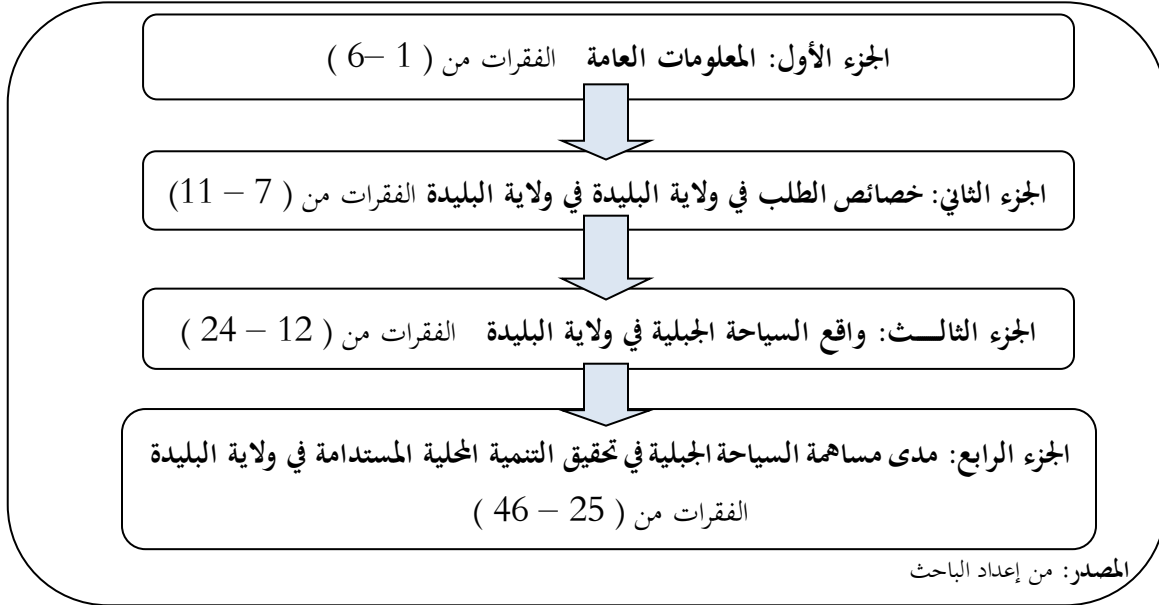 الجزء الأول: المعلومات العامة الفقرات من ( 1 –6 )
الجزء الثاني: خصائص الطلب في ولاية البليدة في ولاية البليدة الفقرات من ( 7 – 11)
الجزء الثالـــث: واقع السياحة الجبلية في ولاية البليدة الفقرات من ( 12 – 24 )
الجزء الرابع: مدى مساهمة السياحة الجبلية في تحقيق التنمية المحلية المستدامة في ولاية البليدة
الفقرات من ( 25 – 46 )
المصدر: من إعداد الباحث